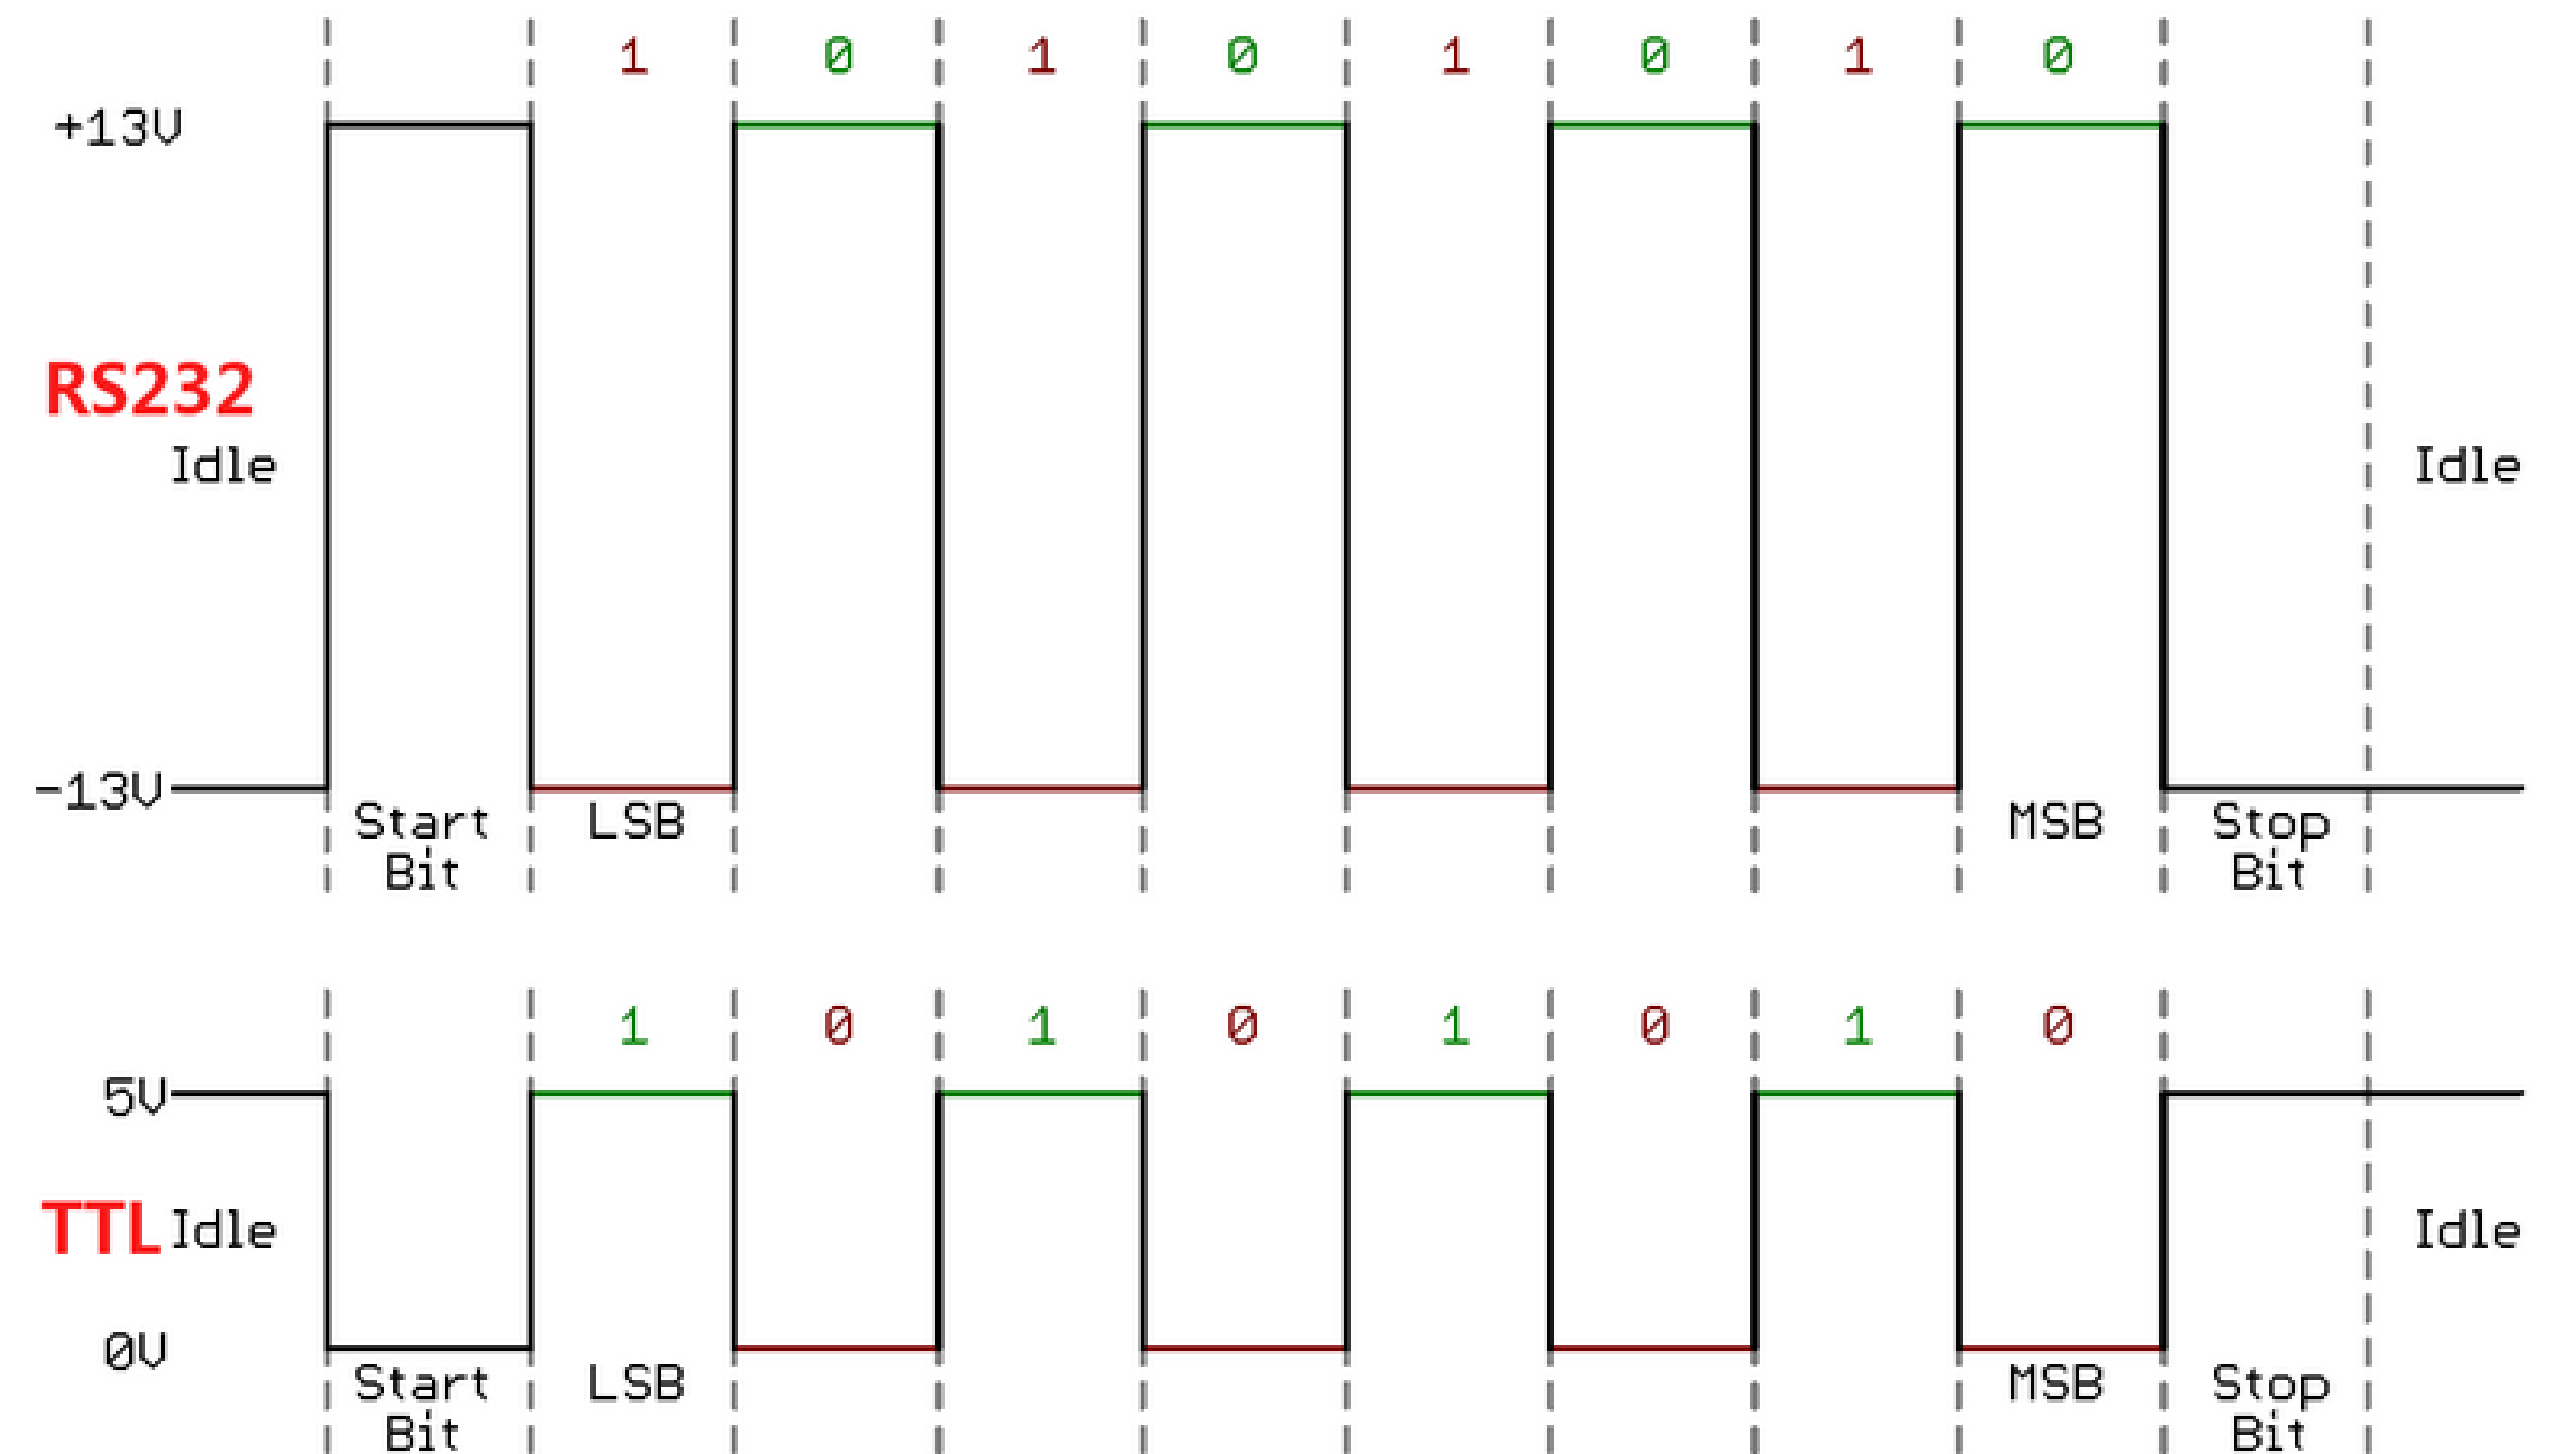 1 0 1 0 1 0 1 0
+13V
RS232
Idle Idle
-13V
Start LSB MSB Stop
Bit Bit
1 0 1 0 1 0 1 0
5V
TTL Idle Idle
0V
Start LSB MSB Stop
Bit Bit